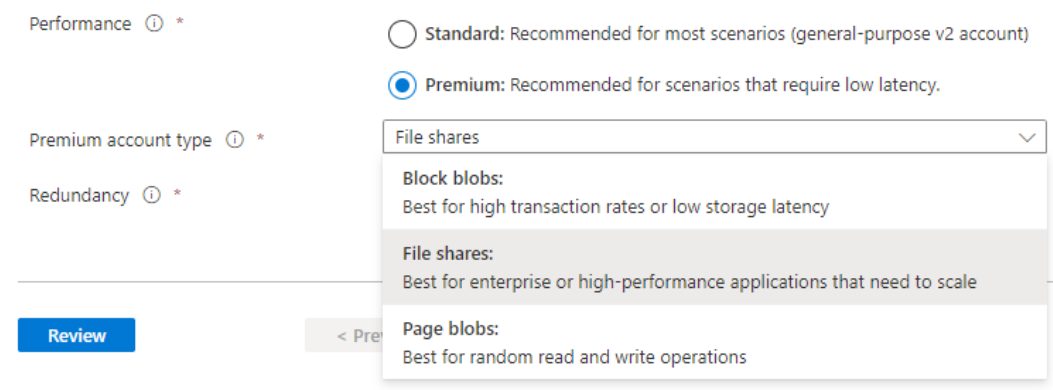 Performance *
Standard: Recommended for most scenarios (general-purpose v2 account)
Premium: Recommended for scenarios that require low latency.
Premium account type *
File shares
Redundancy *
Block blobs:
Best for high transaction rates or low storage latency
File shares:
Best for enterprise or high-performance applications that need to scale
Page blobs:
Best for random read and write operations
Review
< Pre